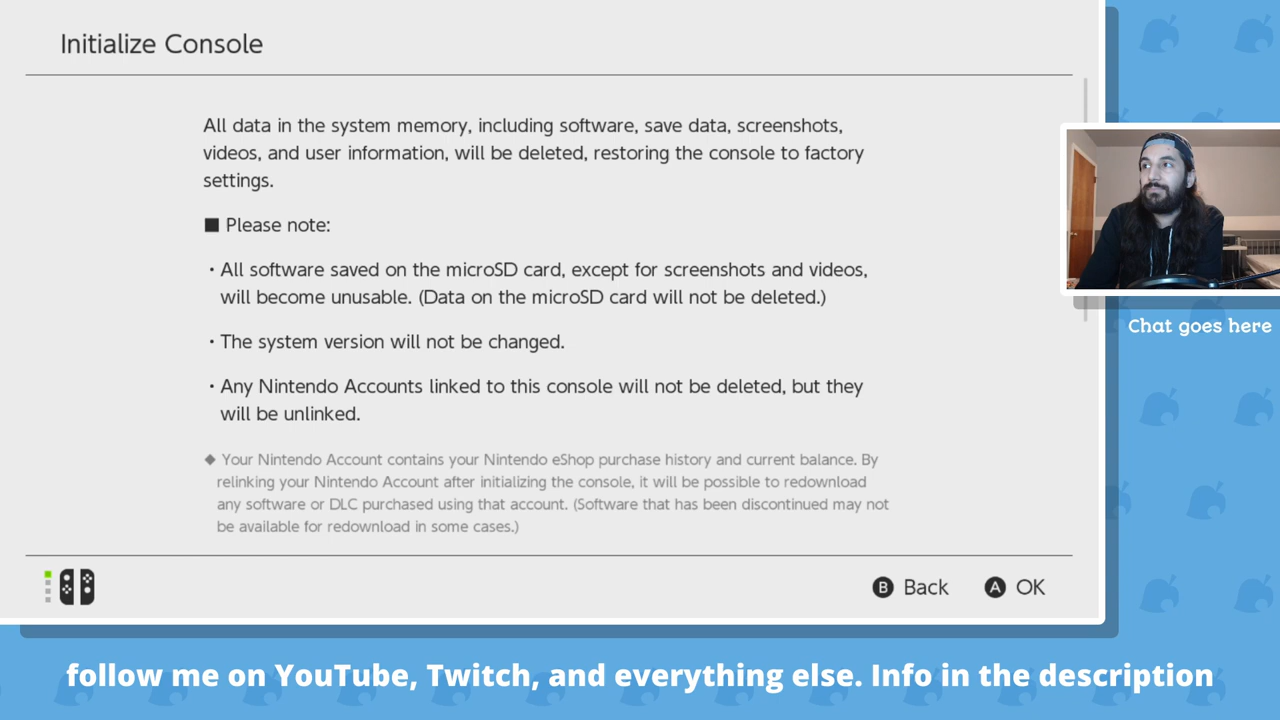 Initialize Console
All data in the system memory, including software, save data, screenshots,
videos, and user information, will be deleted, restoring the console to factory
settings.
■ Please note:
・All software saved on the microSD card, except for screenshots and videos,
will become unusable. (Data on the microSD card will not be deleted.)
・The system version will not be changed.
・Any Nintendo Accounts linked to this console will not be deleted, but they
will be unlinked.
◆ Your Nintendo Account contains your Nintendo eShop purchase history and current balance. By
relinking your Nintendo Account after initializing the console, it will be possible to redownload
any software or DLC purchased using that account. (Software that has been discontinued may not
be available for redownload in some cases.)
B Back A OK
Chat goes here
follow me on YouTube, Twitch, and everything else. Info in the description